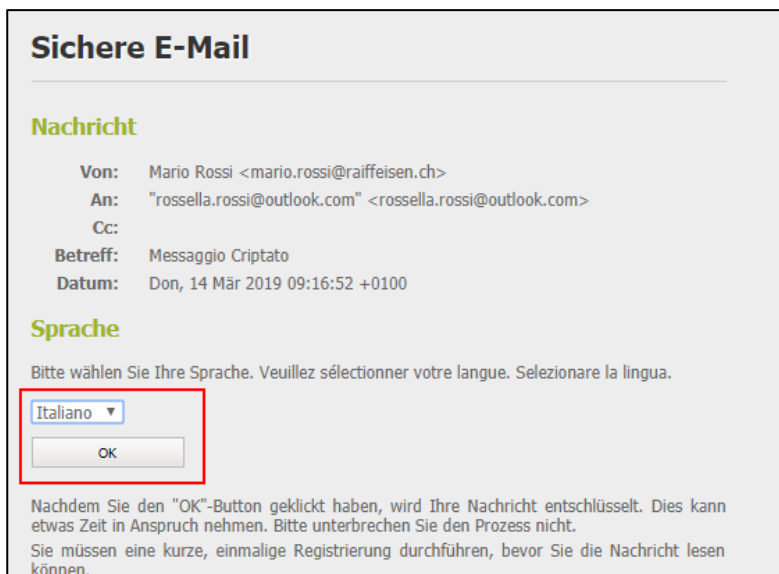 Sichere E-Mail
Nachricht
Von: Mario Rossi <mario.rossi@raiffeisen.ch>
An: "rossella.rossi@outlook.com" <rossella.rossi@outlook.com>
Cc:
Betreff: Messaggio Criptato
Datum: Don, 14 Mär 2019 09:16:52 +0100
Sprache
Bitte wählen Sie Ihre Sprache. Veuillez sélectionner votre langue. Selezionare la lingua.
Italiano
OK
Nachdem Sie den "OK"-Button geklickt haben, wird Ihre Nachricht entschlüsselt. Dies kann
etwas Zeit in Anspruch nehmen. Bitte unterbrechen Sie den Prozess nicht.
Sie müssen eine kurze, einmalige Registrierung durchführen, bevor Sie die Nachricht lesen
können.